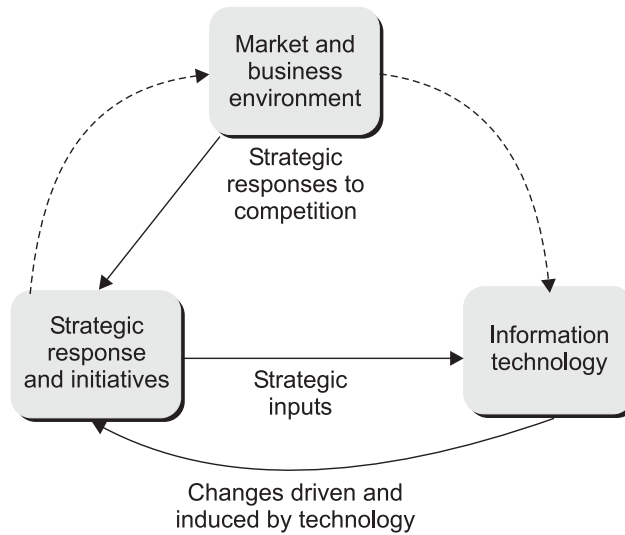 Market and
business
environment
Strategic
responses to
competition
Strategic
response
and initiatives
Information
technology
Strategic
inputs
Changes driven and
induced by technology